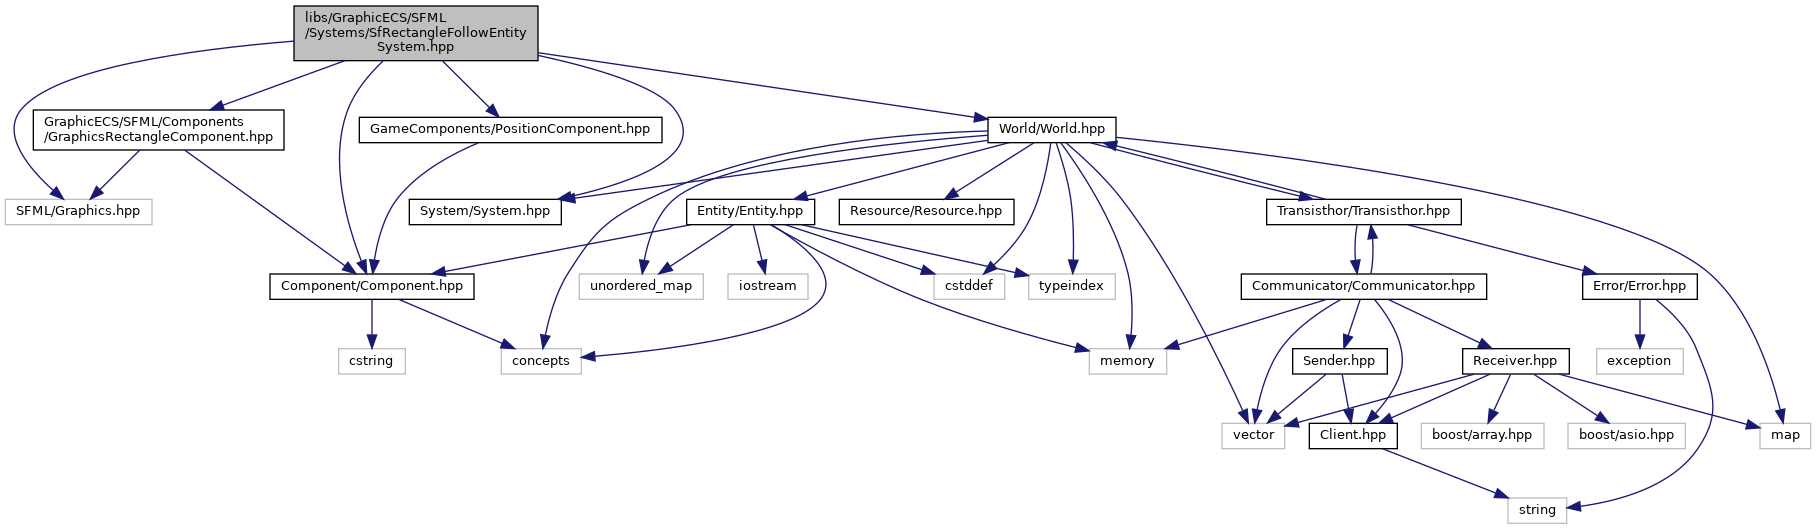 libs/GraphicECS/SFML
/Systems/SfRectangleFollowEntity
System.hpp
GraphicECS/SFML/Components
/GraphicsRectangleComponent.hpp
GameComponents/PositionComponent.hpp
World/World.hpp
SFML/Graphics.hpp
System/System.hpp
Entity/Entity.hpp
Resource/Resource.hpp
Transisthor/Transisthor.hpp
Component/Component.hpp
unordered_map
iostream
cstddef
typeindex
Communicator/Communicator.hpp
Error/Error.hpp
cstring
concepts
memory
Sender.hpp
Receiver.hpp
exception
vector
Client.hpp
boost/array.hpp
boost/asio.hpp
map
string